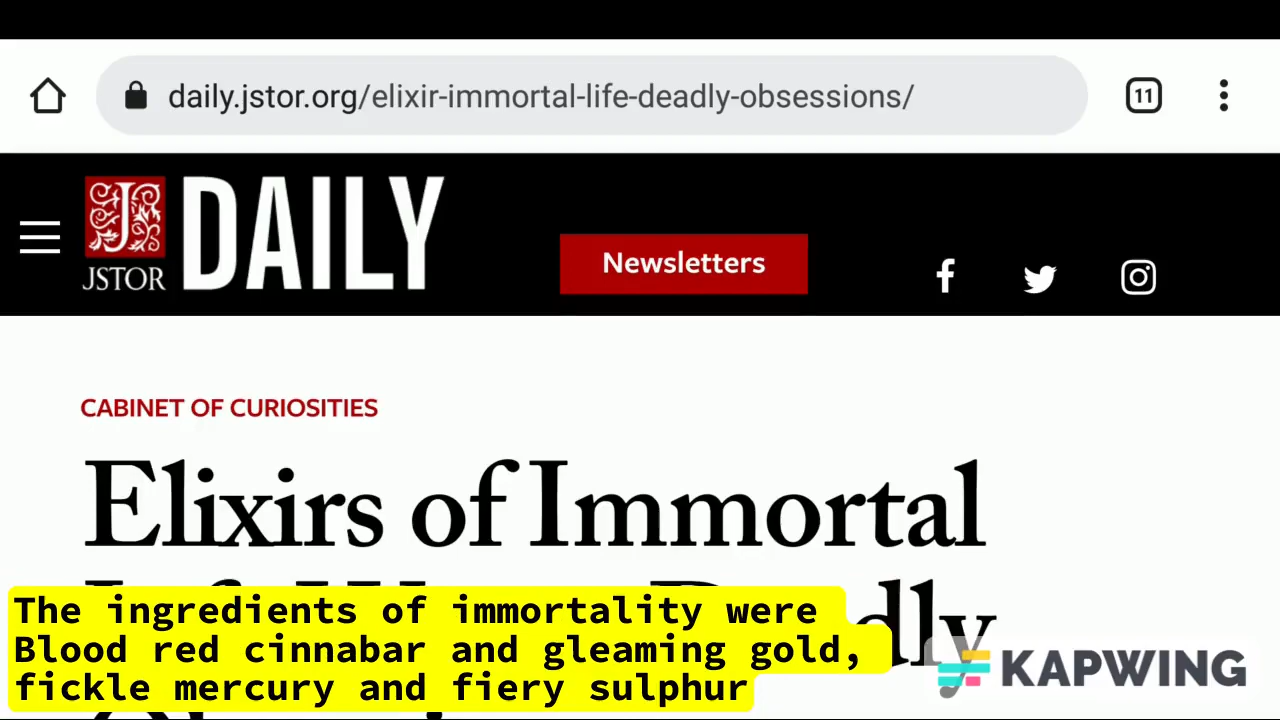 daily.jstor.org/elixir-immortal-life-deadly-obsessions/
11
JSTOR
DAILY
Newsletters
CABINET OF CURIOSITIES
Elixirs of Immortal
The ingredients of immortality were
Blood red cinnabar and gleaming gold,
fickle mercury and fiery sulphur
KAPWING